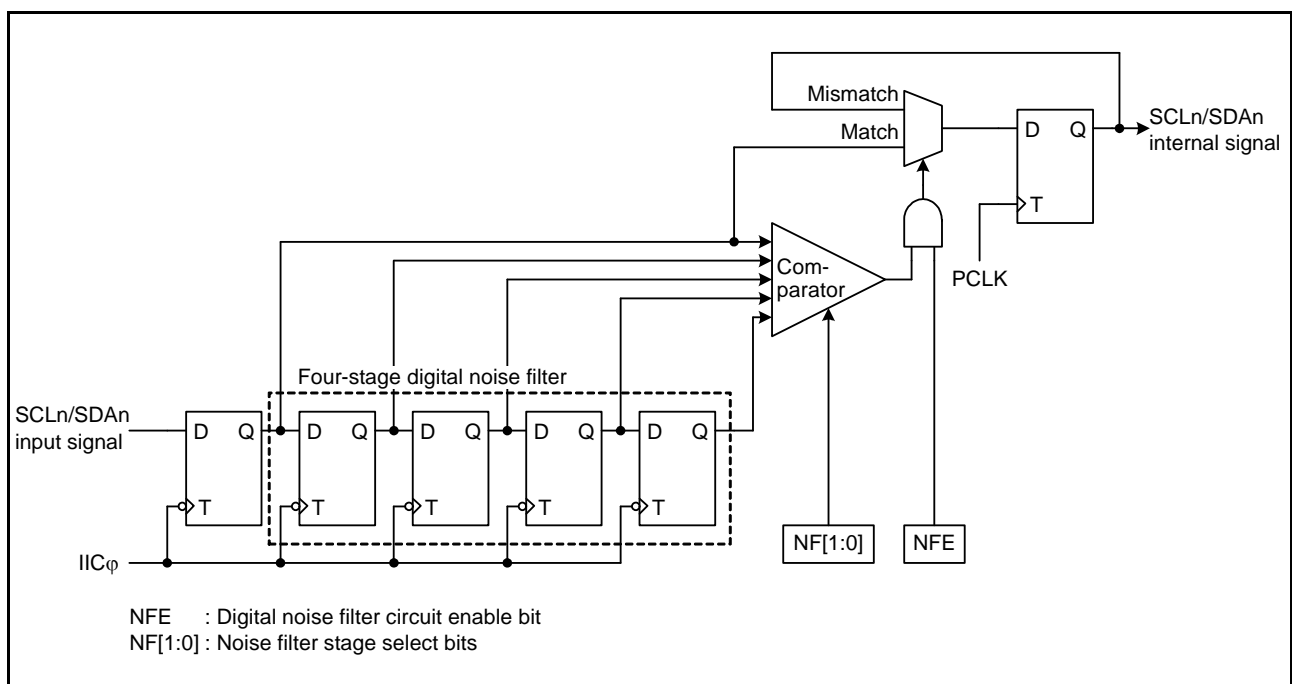 Mismatch
Match
D Q
T
SCLn/SDAn
internal signal
PCLK
Com-
parator
Four-stage digital noise filter
SCLn/SDAn
input signal
D Q
T
D Q
T
D Q
T
D Q
T
D Q
T
NF[1:0]
NFE
IICφ
NFE : Digital noise filter circuit enable bit
NF[1:0] : Noise filter stage select bits